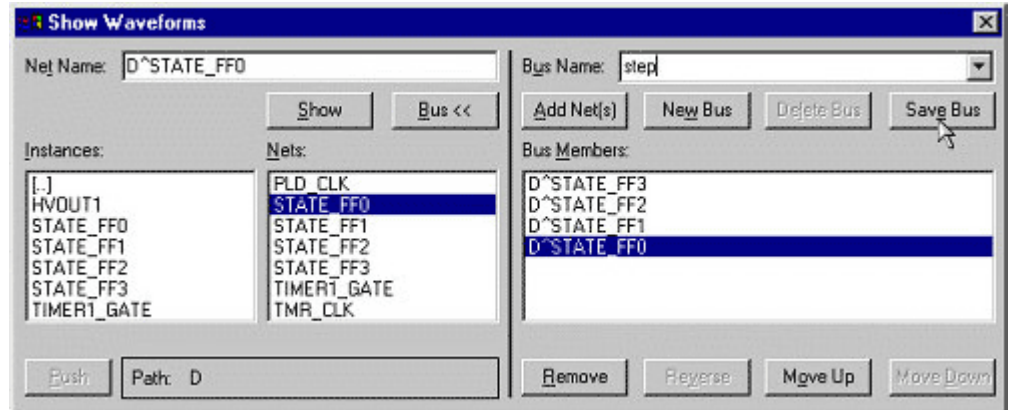 Show Waveforms
Net Name: D^STATE_FF0
Show Bus <<
Instances: Nets:
[..]
HVOUT1
STATE_FF0
STATE_FF1
STATE_FF2
STATE_FF3
TIMER1_GATE
PLD_CLK
STATE_FF0
STATE_FF1
STATE_FF2
STATE_FF3
TIMER1_GATE
TMR_CLK
Push Path: D
Bus Name: step
Add Net(s) New Bus Delete Bus Save Bus
Bus Members:
D^STATE_FF3
D^STATE_FF2
D^STATE_FF1
D^STATE_FF0
Remove Reverse Move Up Move Down